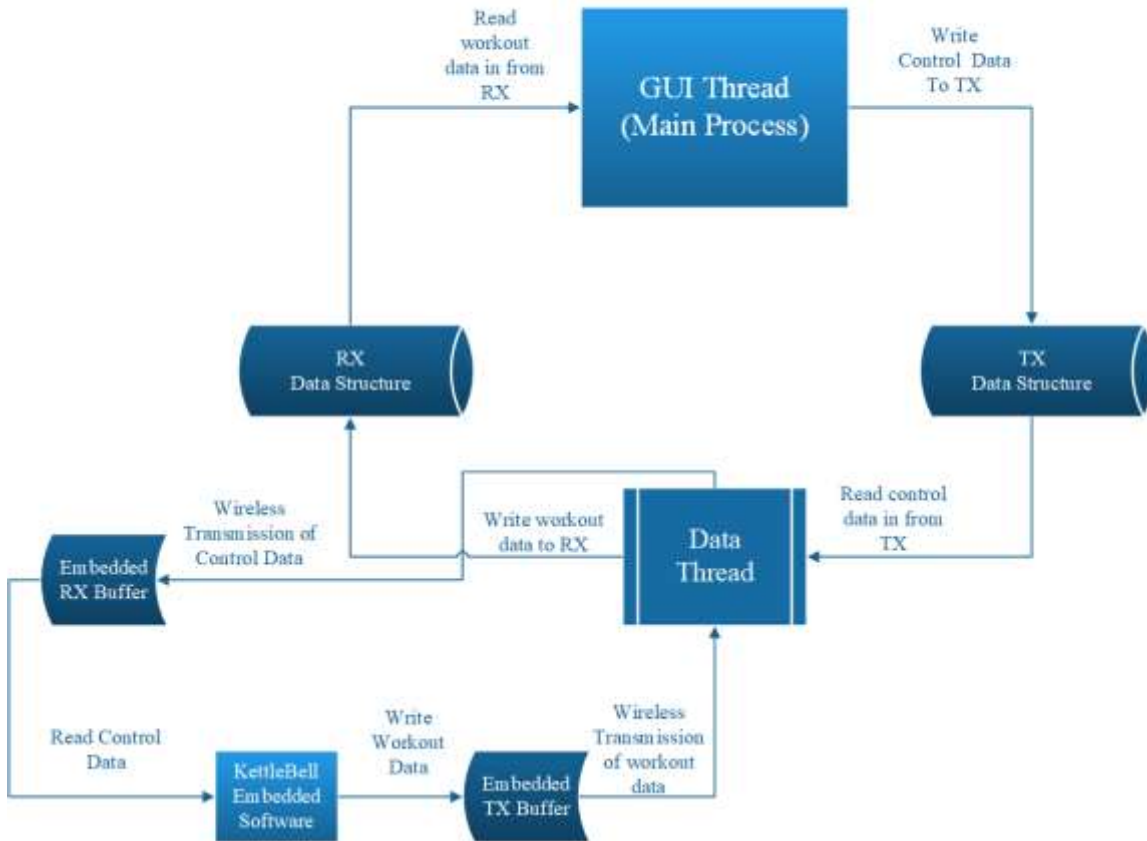 Read
workout
data in from
RX
GUI Thread
(Main Process)
Write
Control Data
To TX
RX
Data Structure
TX
Data Structure
Wireless
Transmission of
Control Data
Write workout
data to RX
Data
Thread
Read control
data in from
TX
Embedded
RX Buffer
Read Control
Data
KettleBell
Embedded
Software
Write
Workout
Data
Embedded
TX Buffer
Wireless
Transmission
of workout
data